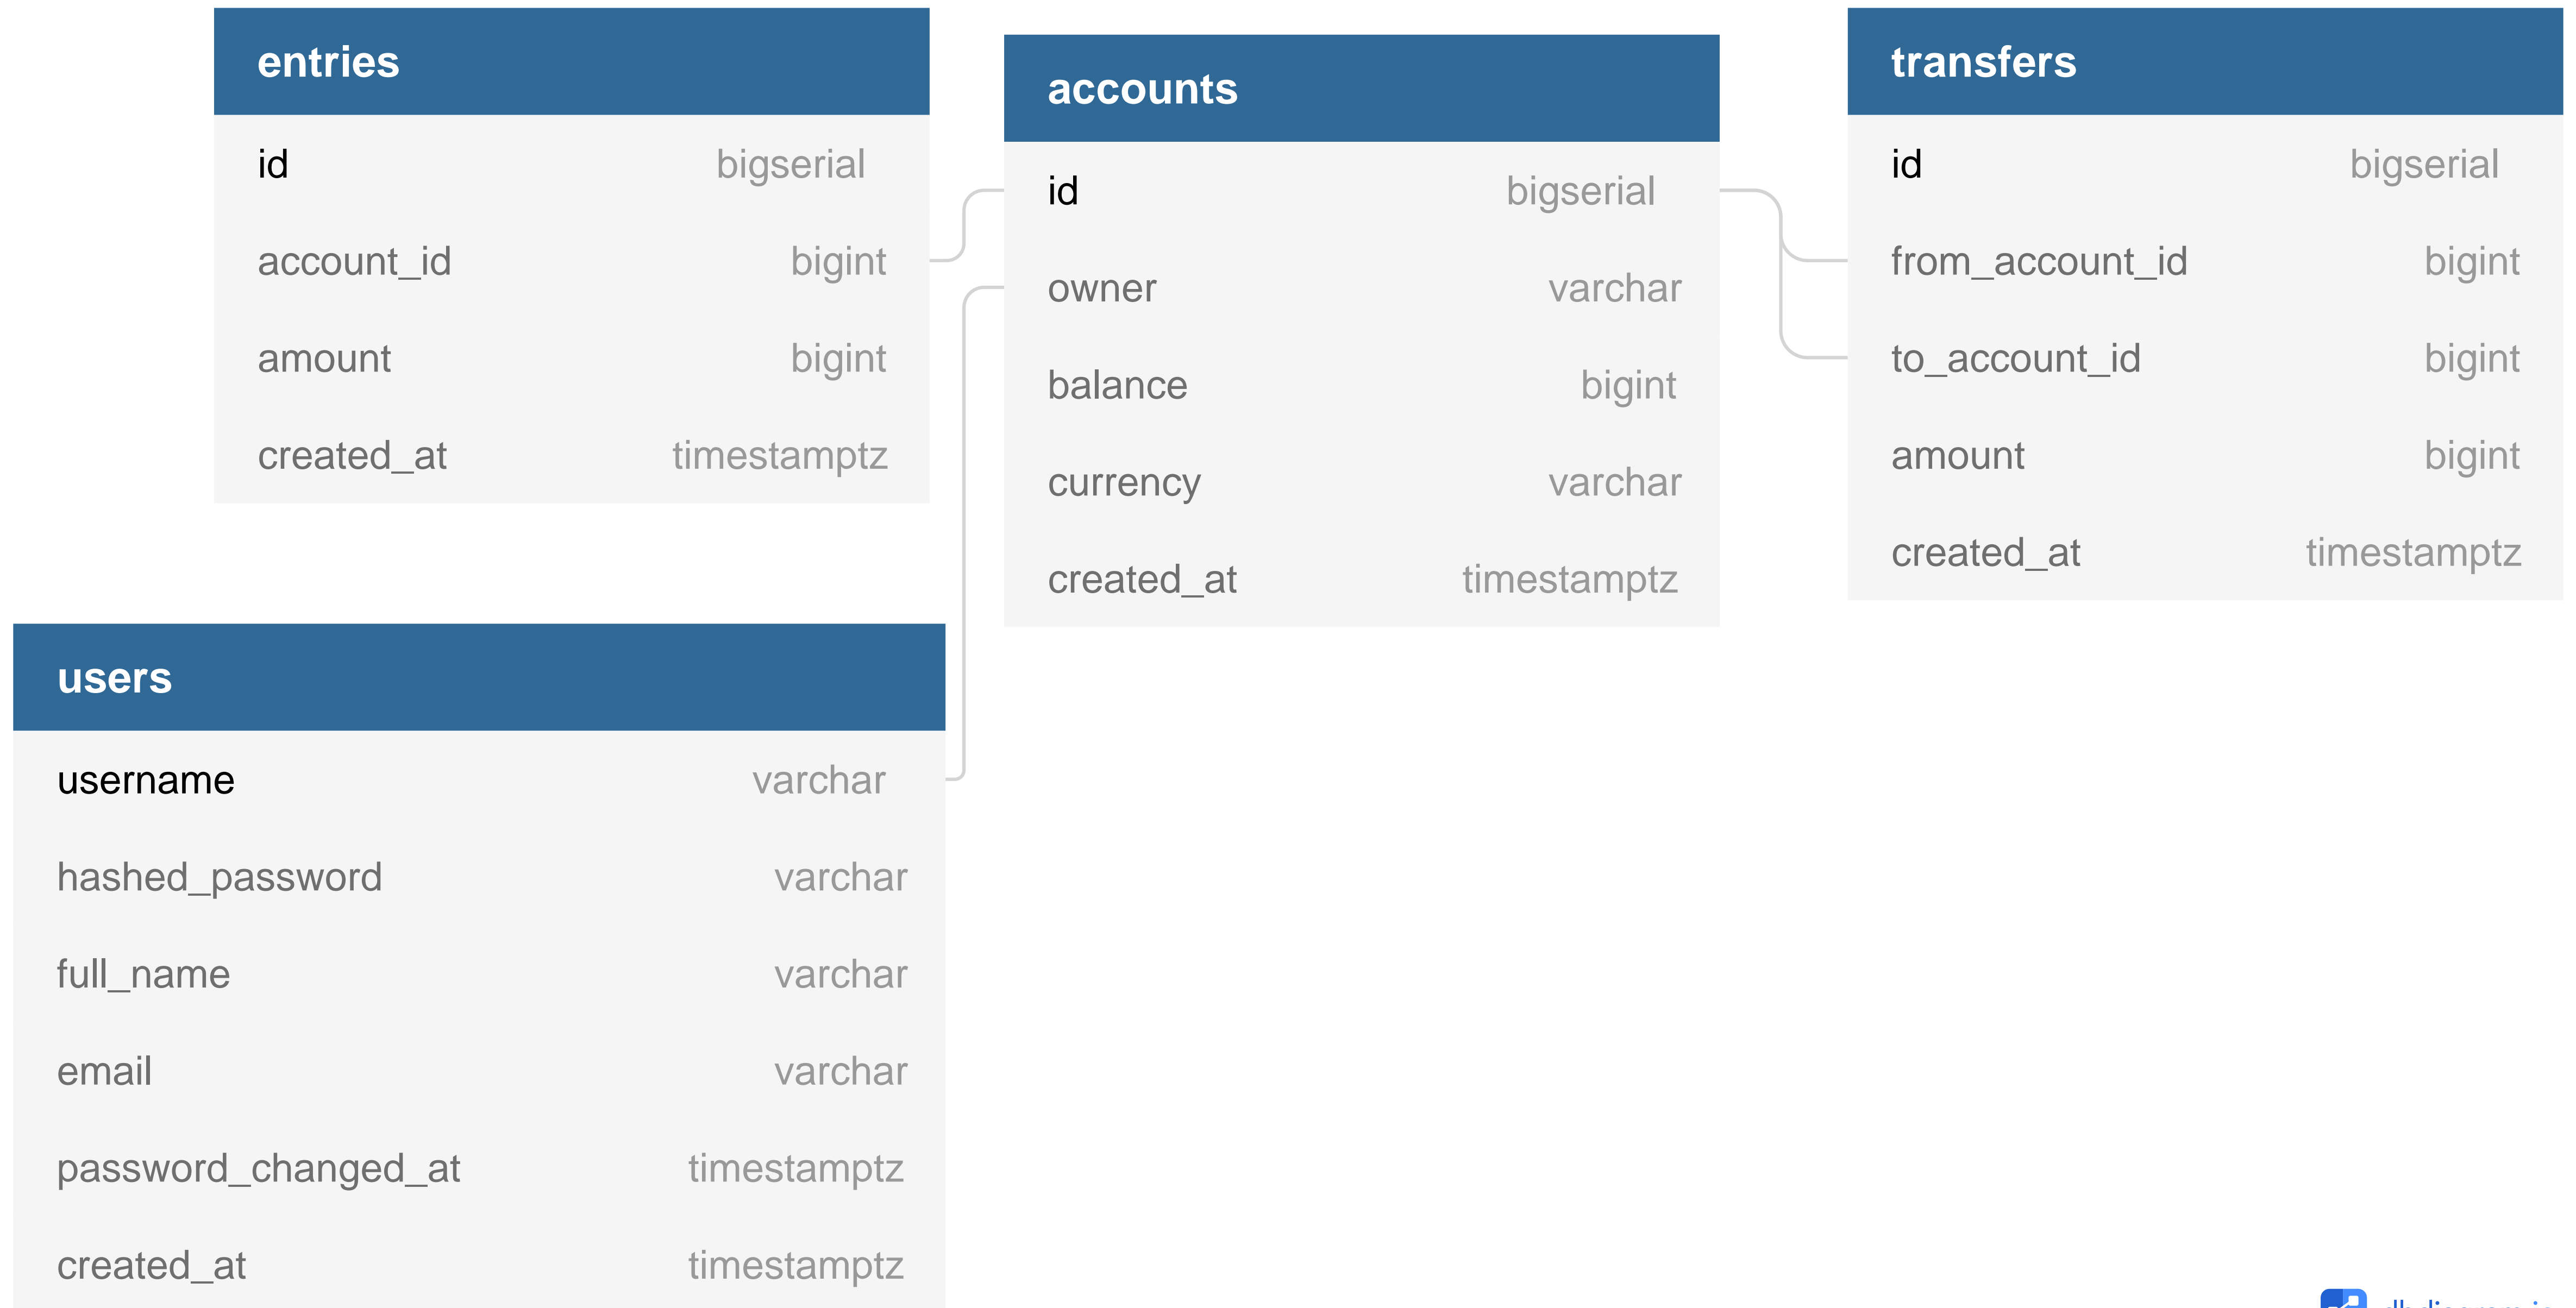 entries
id bigserial
account_id bigint
amount bigint
created_at timestamptz
accounts
id bigserial
owner varchar
balance bigint
currency varchar
created_at timestamptz
transfers
id bigserial
from_account_id bigint
to_account_id bigint
amount bigint
created_at timestamptz
users
username varchar
hashed_password varchar
full_name varchar
email varchar
password_changed_at timestamptz
created_at timestamptz